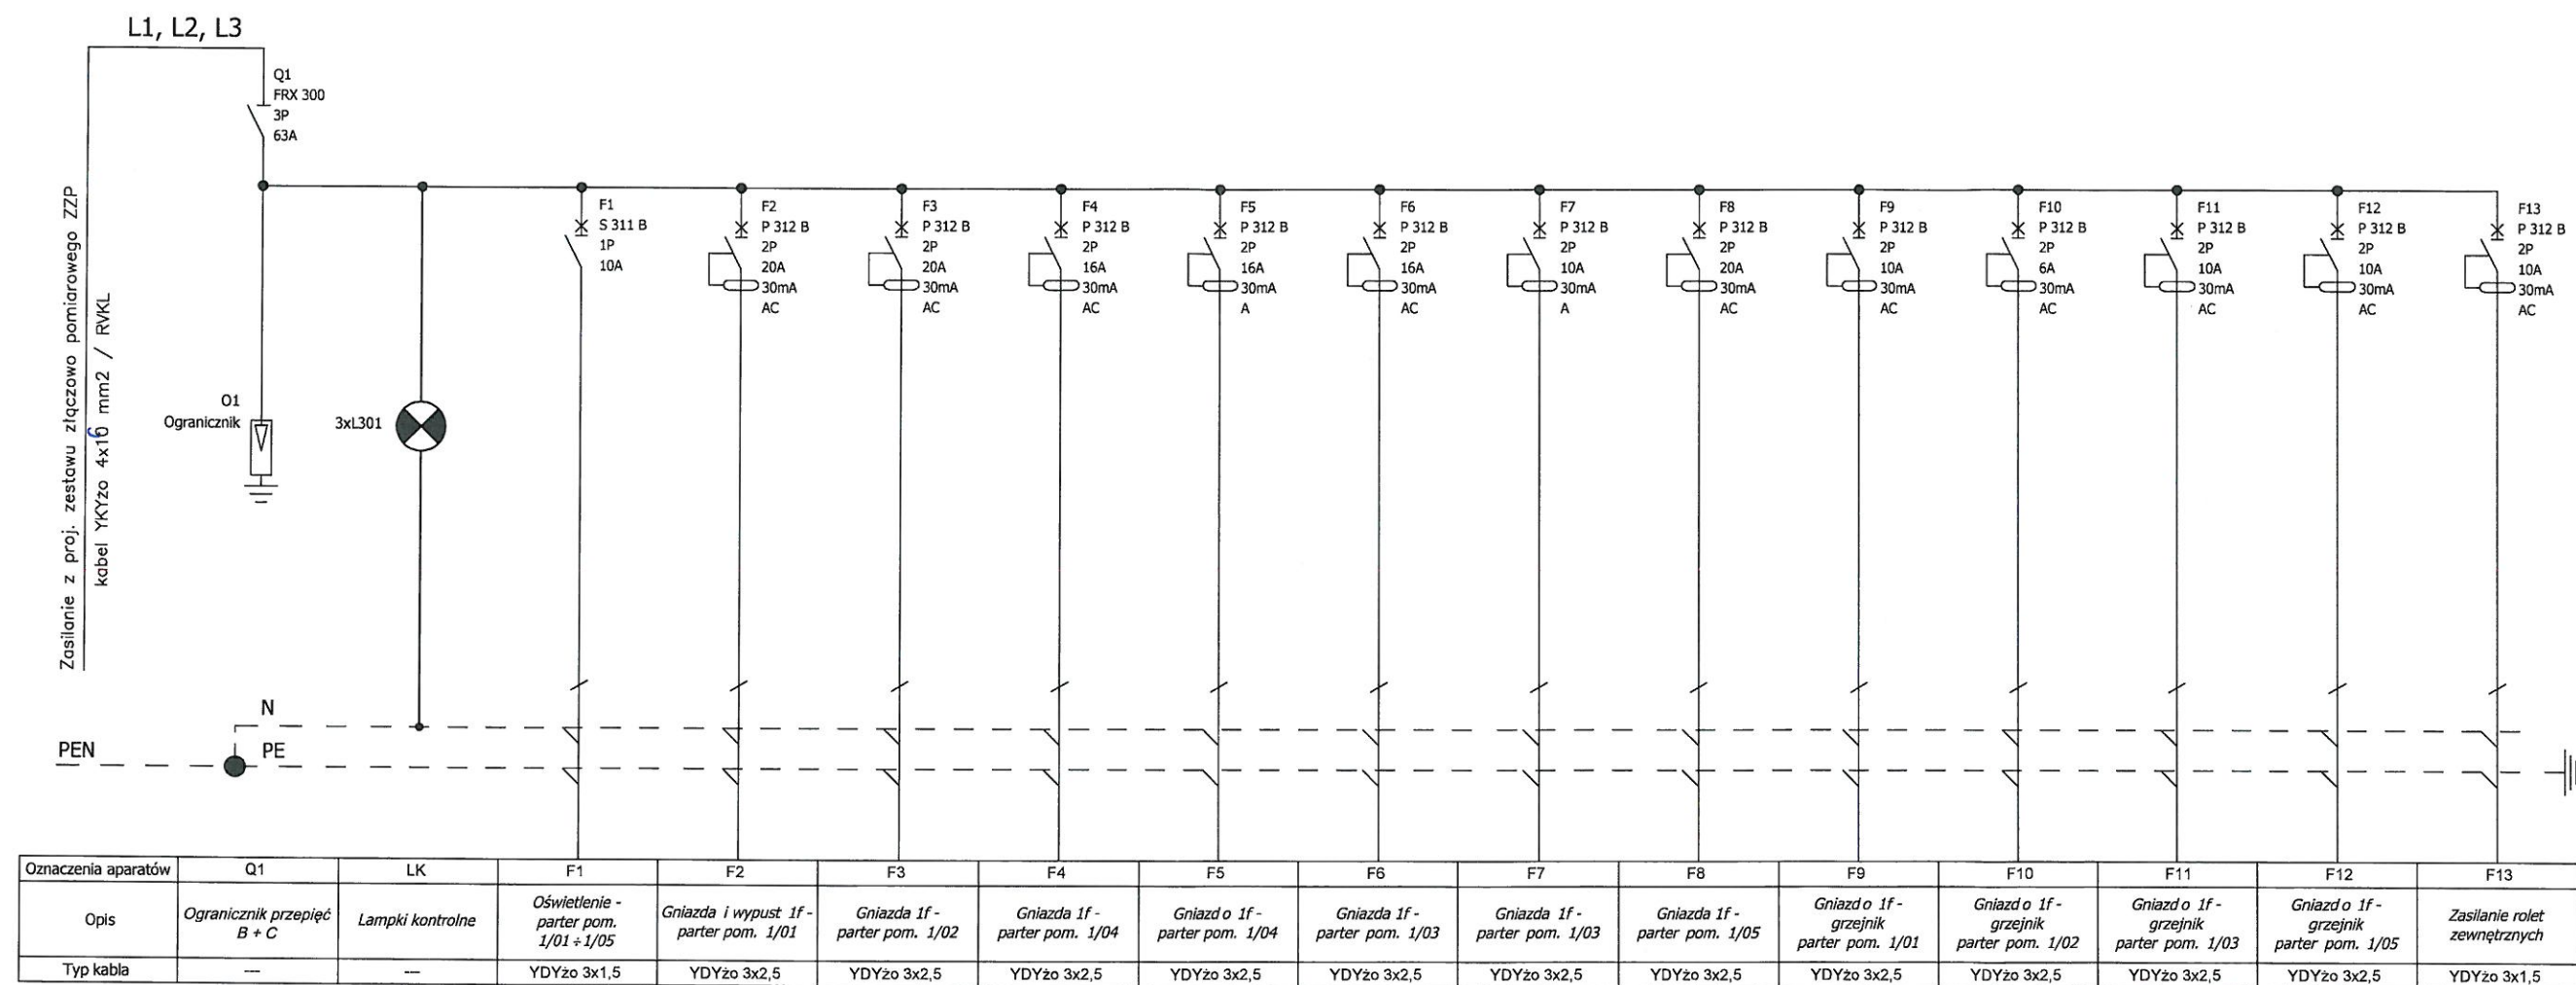 L1, L2, L3
Q1
FRX 300
3P
63A
Zasilanie z proj. zestawu złączowo pomiarowego ZZP
kabel YKYżo 4x10 mm2 / RVKL
6
O1
Ogranicznik
3xL301
F1
S 311 B
1P
10A
F2
P 312 B
2P
20A
30mA
AC
F3
P 312 B
2P
20A
30mA
AC
F4
P 312 B
2P
16A
30mA
AC
F5
P 312 B
2P
16A
30mA
A
F6
P 312 B
2P
16A
30mA
AC
F7
P 312 B
2P
10A
30mA
A
F8
P 312 B
2P
20A
30mA
AC
F9
P 312 B
2P
10A
30mA
AC
F10
P 312 B
2P
6A
30mA
AC
F11
P 312 B
2P
10A
30mA
AC
F12
P 312 B
2P
10A
30mA
AC
F13
P 312 B
2P
10A
30mA
AC
N
PEN
PE
Oznaczenia aparatów Q1 LK F1 F2 F3 F4 F5 F6 F7 F8 F9 F10 F11 F12 F13
Opis
Ogranicznik przepięć
B + C
Lampki kontrolne
Oświetlenie -
parter pom.
1/01÷1/05
Gniazda i wypust 1f -
parter pom. 1/01
Gniazda 1f -
parter pom. 1/02
Gniazda 1f -
parter pom. 1/04
Gniazdo 1f -
parter pom. 1/04
Gniazda 1f -
parter pom. 1/03
Gniazda 1f -
parter pom. 1/03
Gniazda 1f -
parter pom. 1/05
Gniazdo 1f -
grzejnik
parter pom. 1/01
Gniazdo 1f -
grzejnik
parter pom. 1/02
Gniazdo 1f -
grzejnik
parter pom. 1/03
Gniazdo 1f -
grzejnik
parter pom. 1/05
Zasilanie rolet
zewnętrznych
Typ kabla --- --- YDYżo 3x1,5 YDYżo 3x2,5 YDYżo 3x2,5 YDYżo 3x2,5 YDYżo 3x2,5 YDYżo 3x2,5 YDYżo 3x2,5 YDYżo 3x2,5 YDYżo 3x2,5 YDYżo 3x2,5 YDYżo 3x2,5 YDYżo 3x2,5 YDYżo 3x1,5